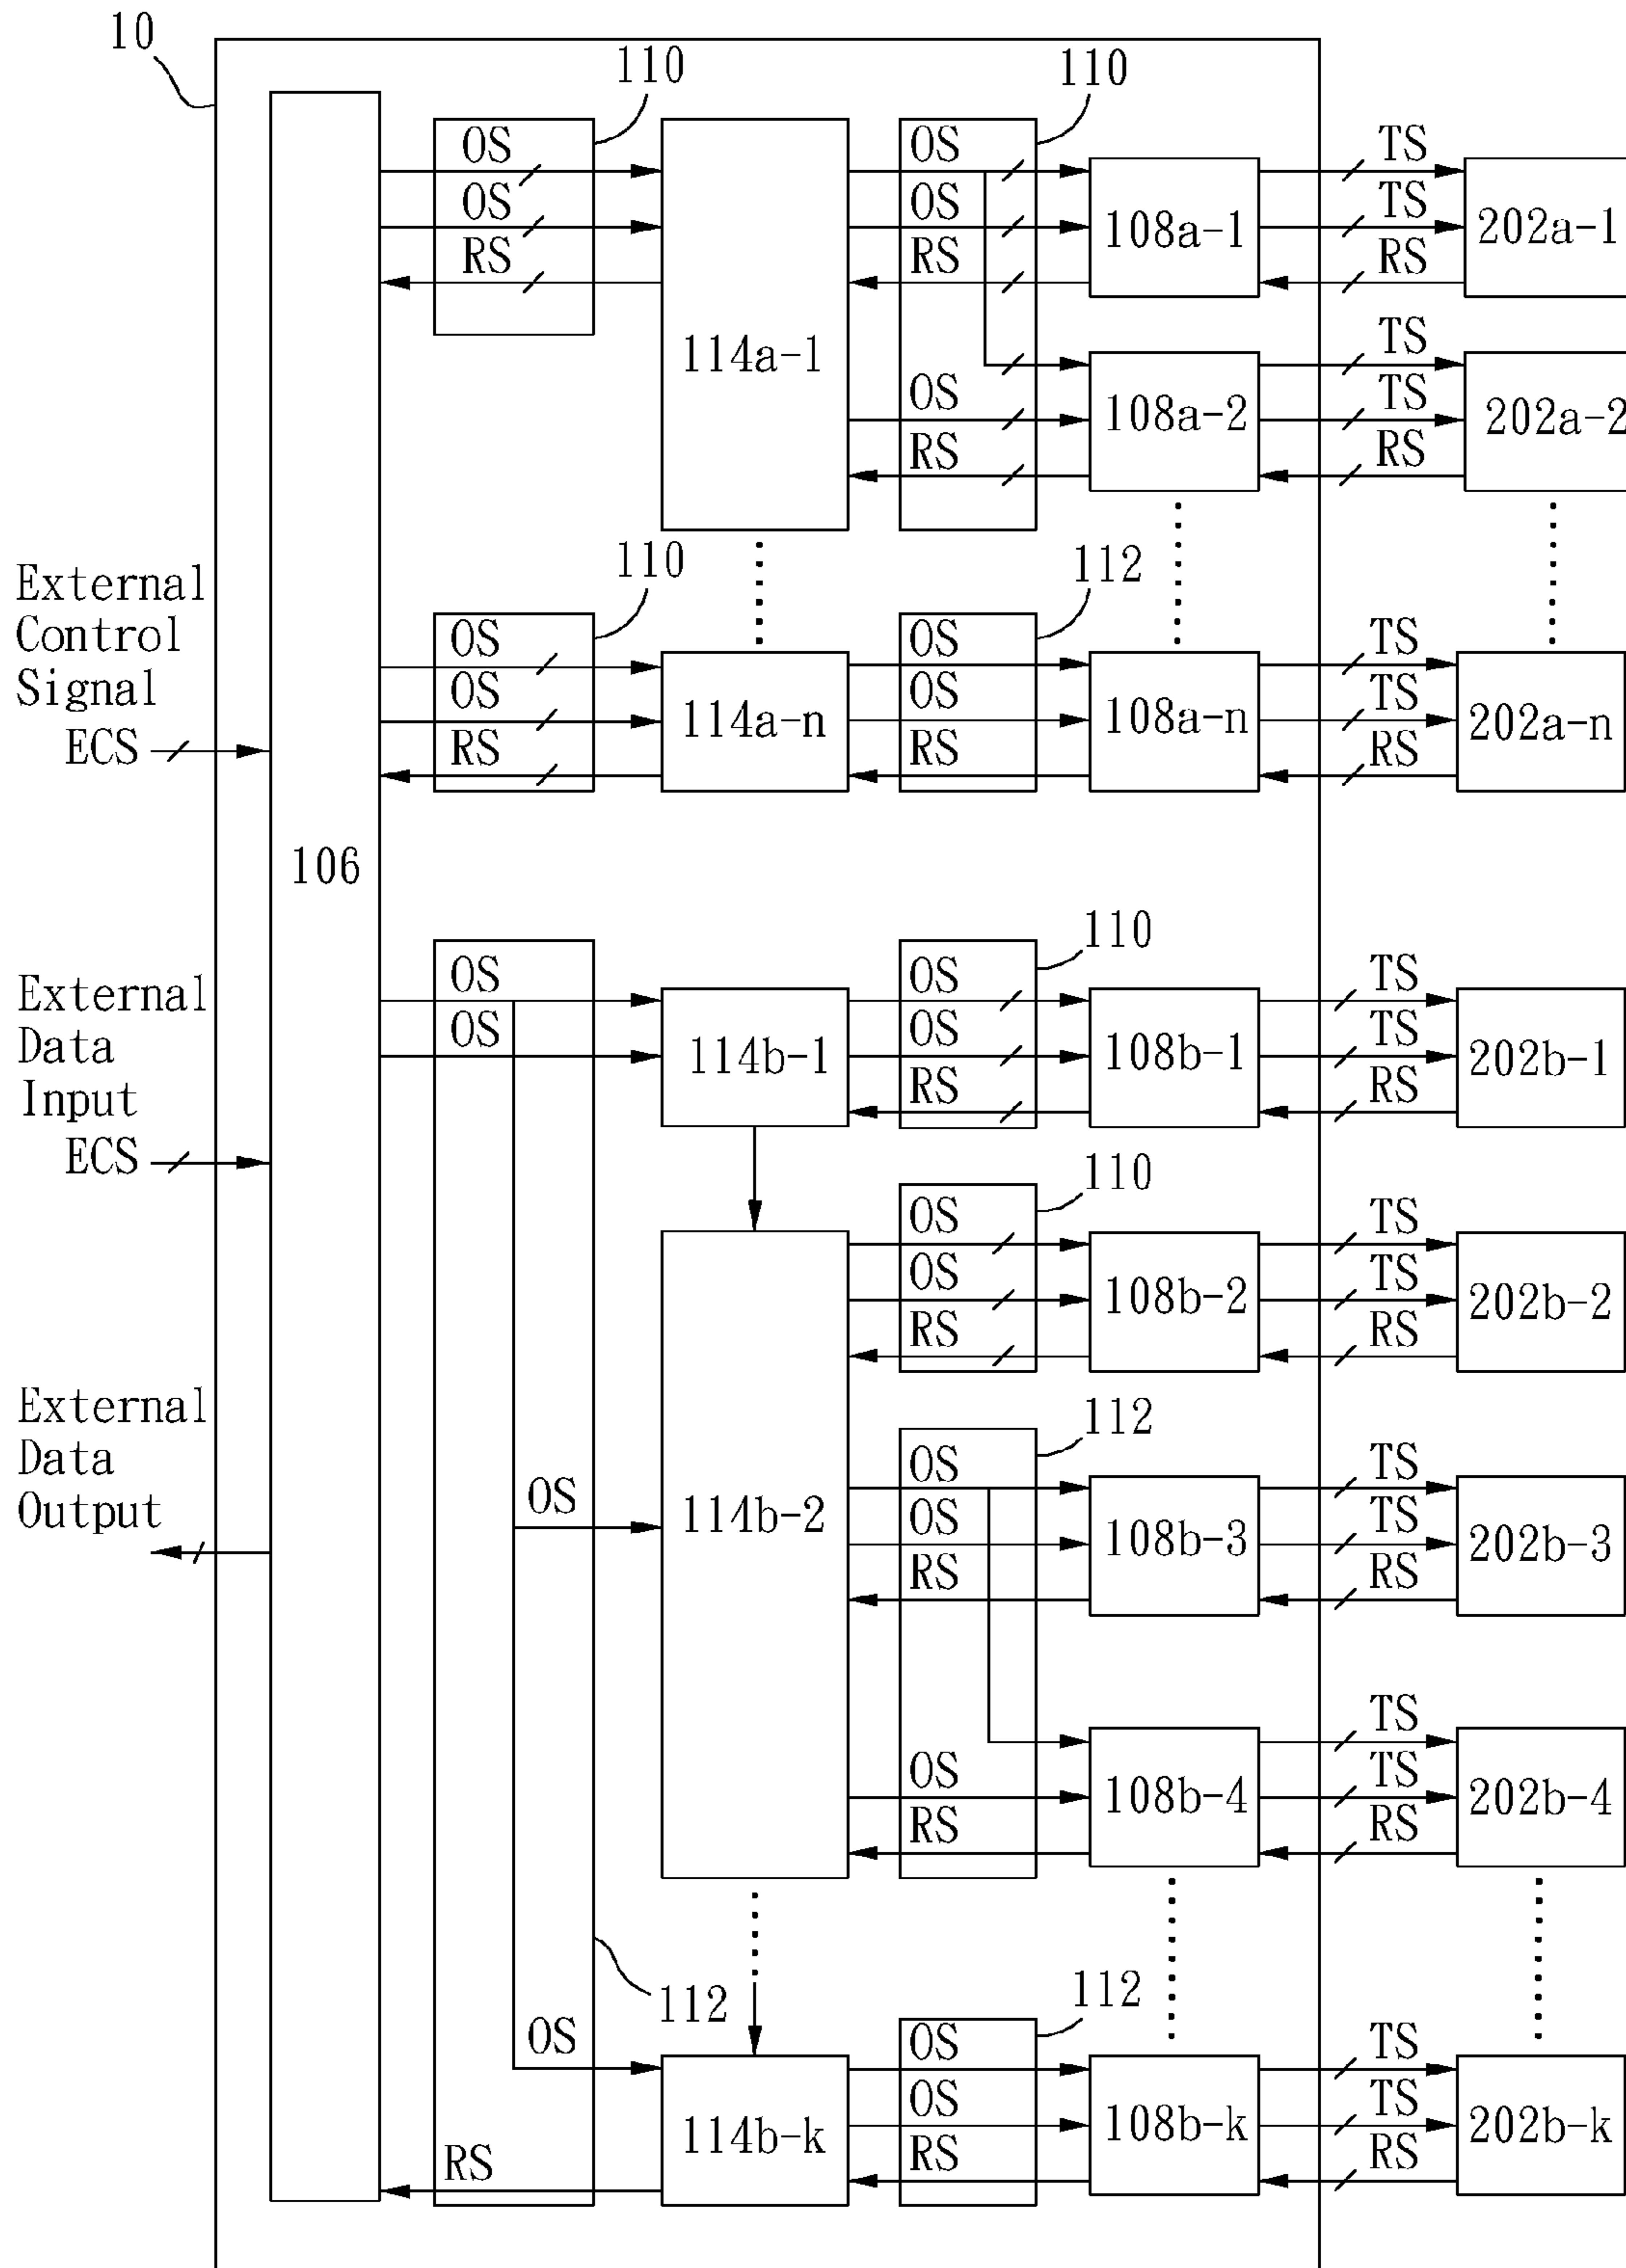 10
110
110
OS
OS
TS
OS
OS
TS
RS
RS
RS
108a-1
202a-1
114a-1
TS
OS
TS
108a-2
202a-2
RS
RS
External
Control
Signal
ECS
110
112
OS
OS
TS
OS
OS
TS
RS
RS
RS
114a-n
108a-n
202a-n
106
110
OS
OS
TS
OS
OS
TS
RS
RS
114b-1
108b-1
202b-1
External
Data
Input
ECS
110
OS
TS
OS
TS
RS
RS
108b-2
202b-2
External
Data
Output
112
OS
TS
OS
TS
RS
RS
OS
114b-2
108b-3
202b-3
TS
OS
TS
RS
RS
108b-4
202b-4
112
112
OS
OS
TS
OS
TS
RS
RS
RS
114b-k
108b-k
202b-k